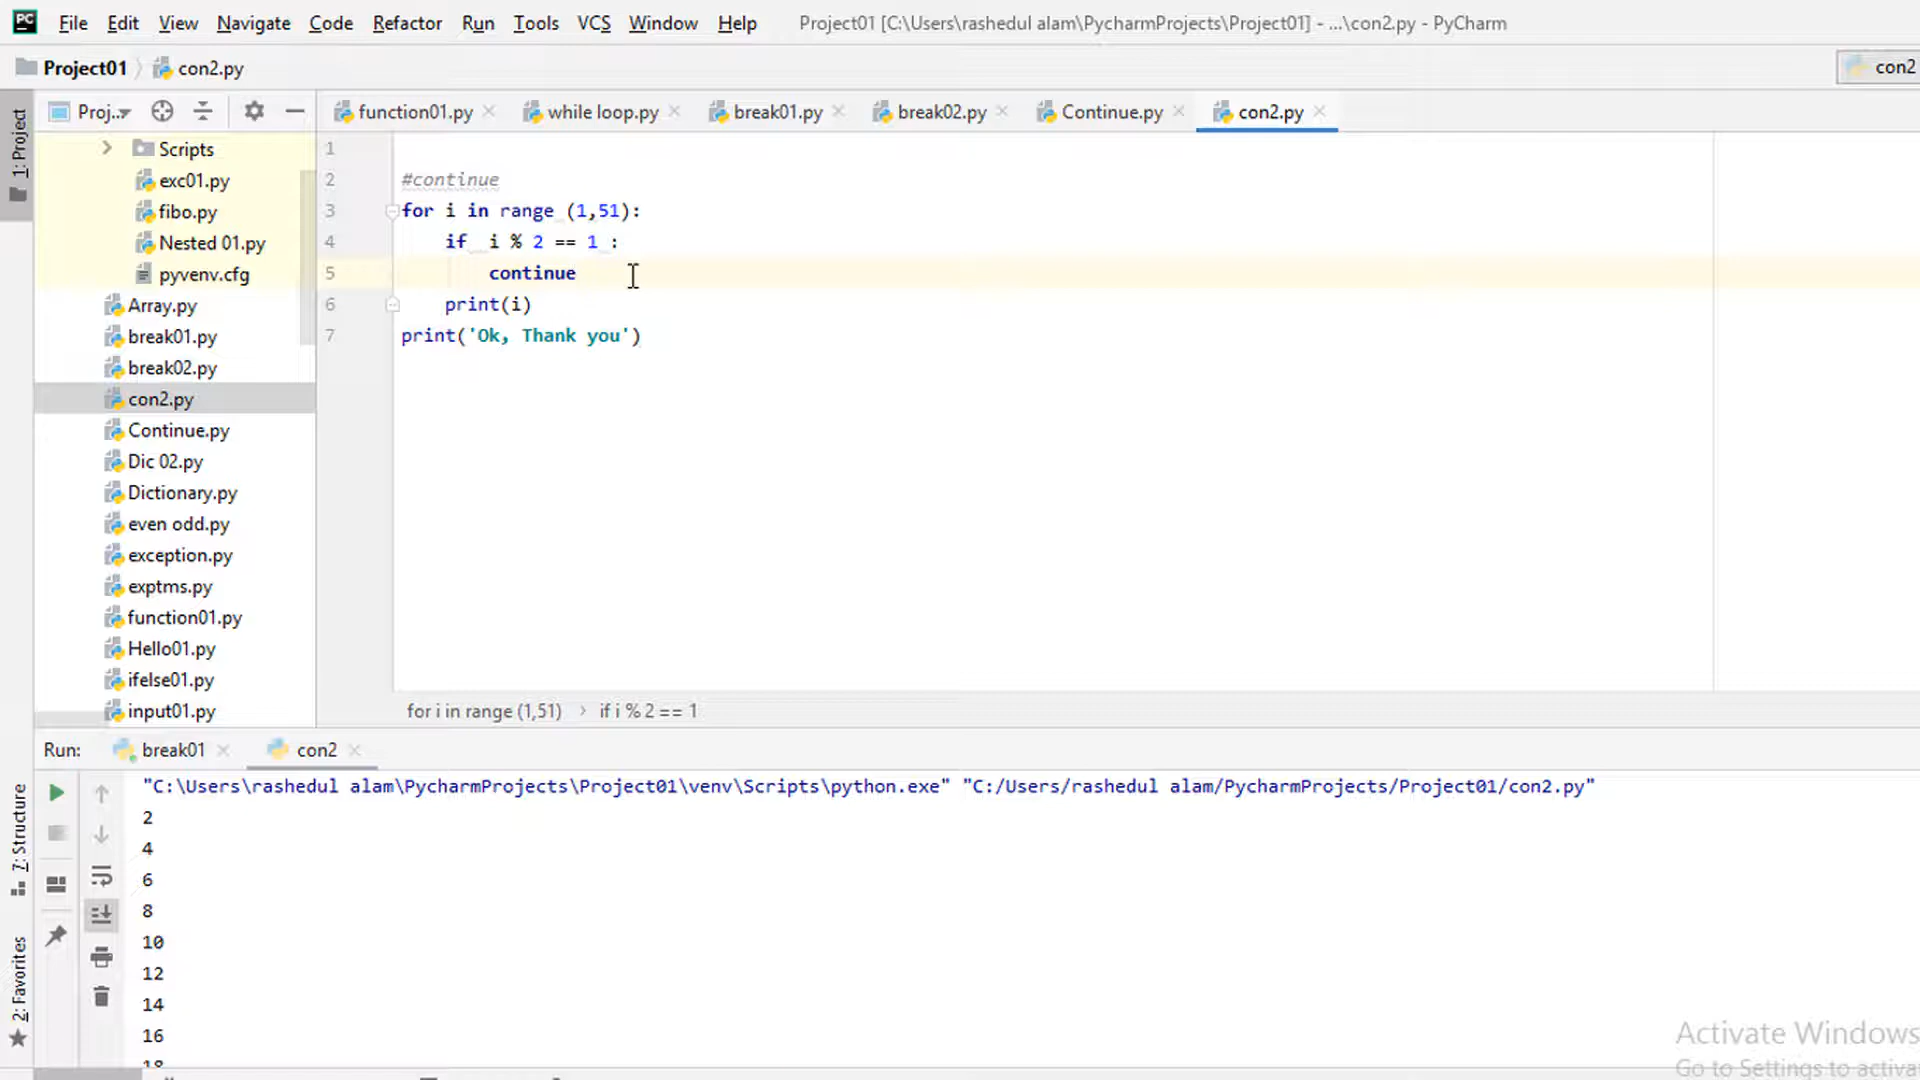 File Edit View Navigate Code Refactor Run Tools VCS Window Help Project01 [C:\Users\rashedul alam\PycharmProjects\Project01] - ...\con2.py - PyCharm
Project01 con2.py con2
Proj.. function01.py while loop.py break01.py break02.py Continue.py con2.py
1: Project
Scripts
exc01.py
fibo.py
Nested 01.py
pyvenv.cfg
Array.py
break01.py
break02.py
con2.py
Continue.py
Dic 02.py
Dictionary.py
even odd.py
exception.py
exptms.py
function01.py
Hello01.py
ifelse01.py
input01.py
1
2 #continue
3 for i in range (1,51):
4 if i % 2 == 1 :
5 continue
6 print(i)
7 print('Ok, Thank you')
for i in range (1,51) › if i % 2 == 1
Run: break01 con2
"C:\Users\rashedul alam\PycharmProjects\Project01\venv\Scripts\python.exe" "C:/Users/rashedul alam/PycharmProjects/Project01/con2.py"
2
4
6
8
10
12
14
16
18
7: Structure
2: Favorites
Activate Windows
Go to Settings to activa